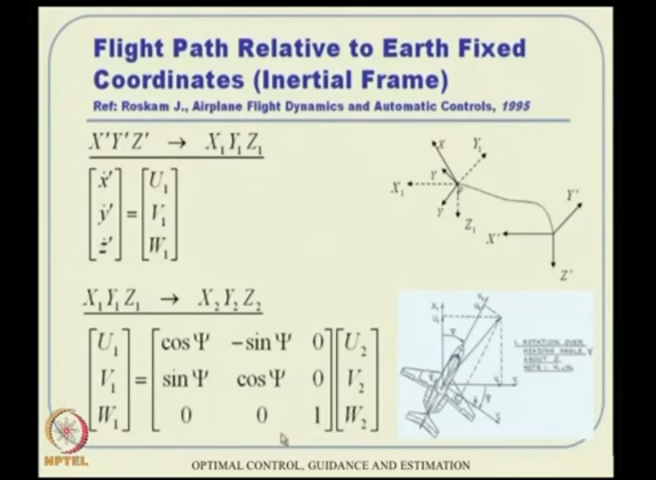 Flight Path Relative to Earth Fixed
Coordinates (Inertial Frame)
Ref: Roskam J., Airplane Flight Dynamics and Automatic Controls, 1995
X'Y'Z' → X₁Y₁Z₁
[ẋ' ẏ' ż'] = [U₁ V₁ W₁]
X₁Y₁Z₁ → X₂Y₂Z₂
[U₁ V₁ W₁] = [cos Ψ −sin Ψ 0; sin Ψ cos Ψ 0; 0 0 1] [U₂ V₂ W₂]
X
Y₁
X₁
Y
Z₁
Y'
X'
Z'
1. ROTATION OVER
HEADING ANGLE Ψ
ABOUT Z₁
NPTEL
OPTIMAL CONTROL, GUIDANCE AND ESTIMATION